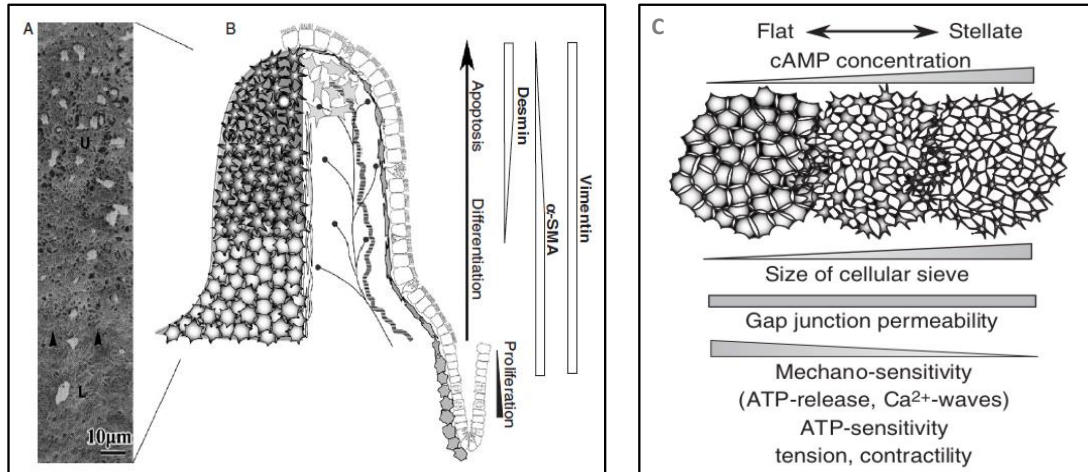 A
U
L
10μm
B
Apoptosis
Differentiation
Proliferation
Desmin
α-SMA
Vimentin
C
Flat
Stellate
cAMP concentration
Size of cellular sieve
Gap junction permeability
Mechano-sensitivity
(ATP-release, Ca²⁺-waves)
ATP-sensitivity
tension, contractility